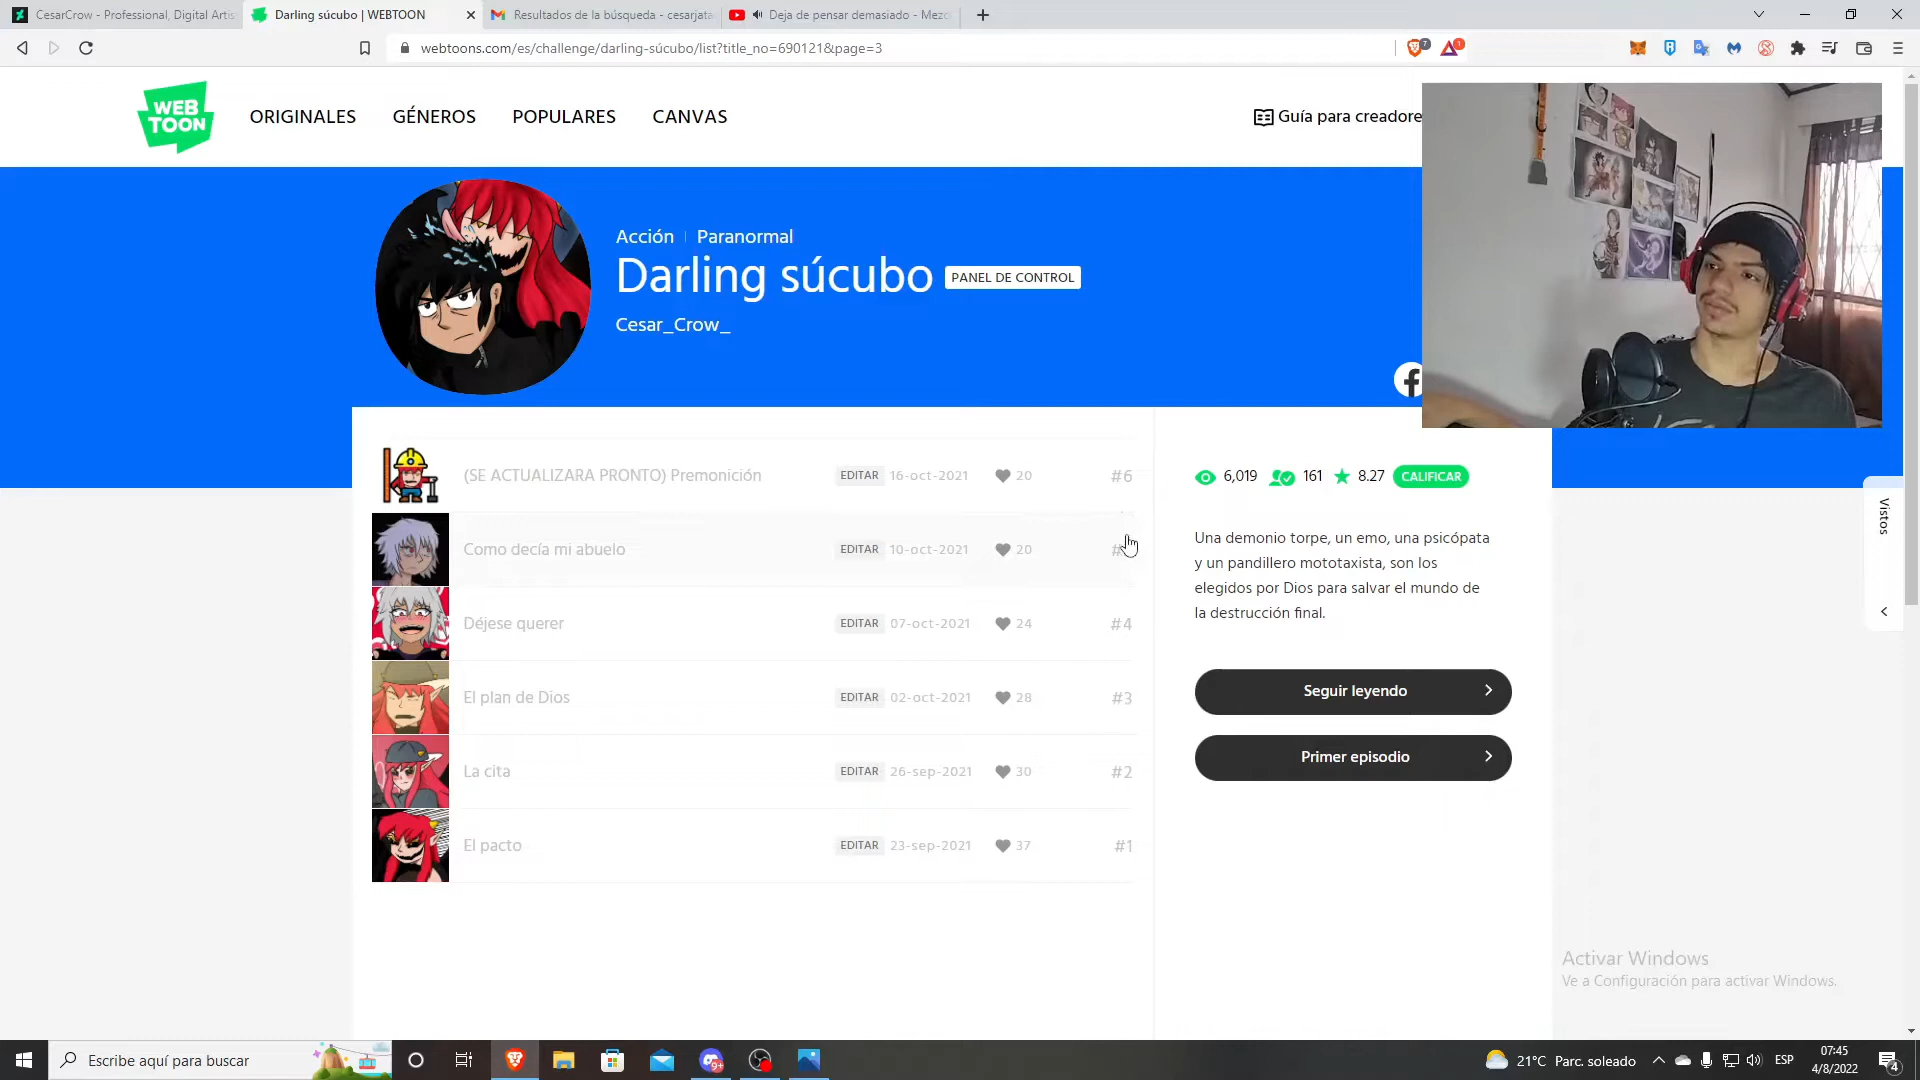 CesarCrow - Professional, Digital Artis
Darling súcubo | WEBTOON
Resultados de la búsqueda - cesarjata
Deja de pensar demasiado - Mezc
webtoons.com/es/challenge/darling-súcubo/list?title_no=690121&page=3
7
1
WEB
TOON
ORIGINALES
GÉNEROS
POPULARES
CANVAS
Guía para creadore
Acción
Paranormal
Darling súcubo
PANEL DE CONTROL
Cesar_Crow_
(SE ACTUALIZARA PRONTO) Premonición EDITAR 16-oct-2021 20 #6
Como decía mi abuelo EDITAR 10-oct-2021 20 #
Déjese querer EDITAR 07-oct-2021 24 #4
El plan de Dios EDITAR 02-oct-2021 28 #3
La cita EDITAR 26-sep-2021 30 #2
El pacto EDITAR 23-sep-2021 37 #1
6,019 161 8.27 CALIFICAR
Una demonio torpe, un emo, una psicópata
y un pandillero mototaxista, son los
elegidos por Dios para salvar el mundo de
la destrucción final.
Seguir leyendo
Primer episodio
Vistos
Activar Windows
Ve a Configuración para activar Windows.
Escribe aquí para buscar
9+
21°C Parc. soleado
ESP
07:45
4/8/2022
4